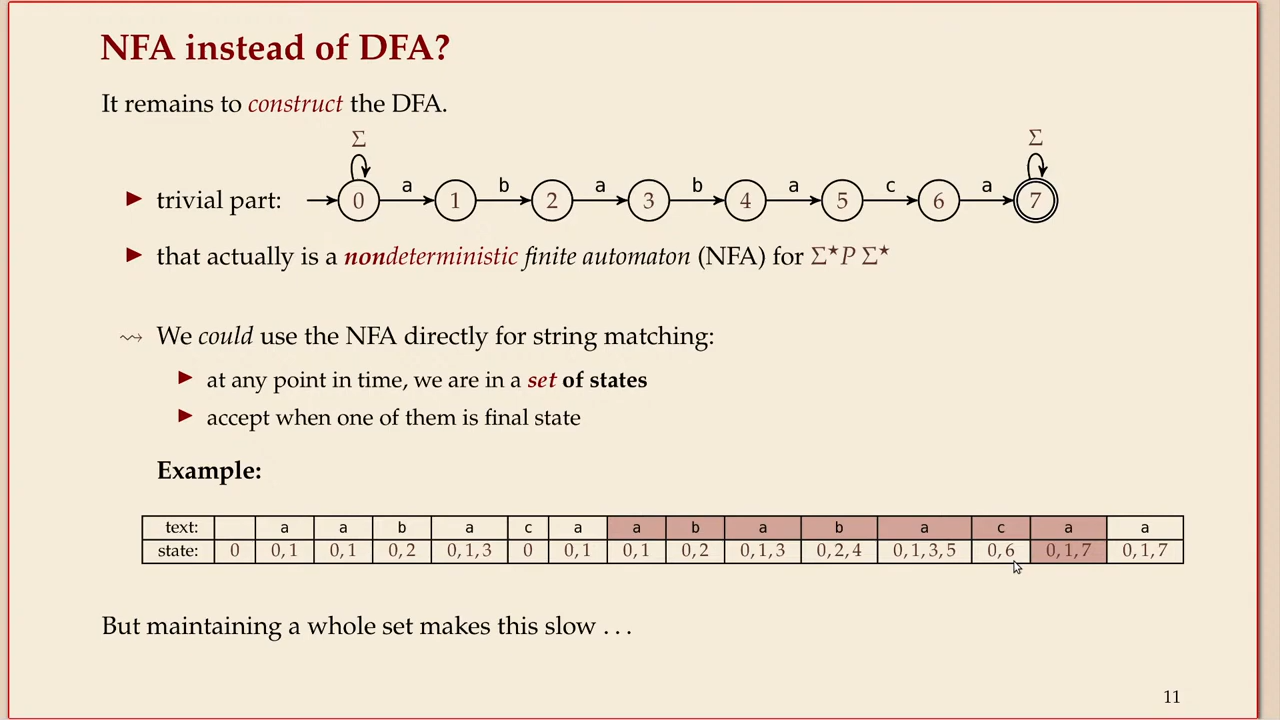 NFA instead of DFA?
It remains to construct the DFA.
Σ Σ
▶ trivial part: 0 a 1 b 2 a 3 b 4 a 5 c 6 a 7
▶ that actually is a nondeterministic finite automaton (NFA) for Σ⋆P Σ⋆
⇝ We could use the NFA directly for string matching:
▶ at any point in time, we are in a set of states
▶ accept when one of them is final state
Example:
text: a a b a c a a b a b a c a a
state: 0 0, 1 0, 1 0, 2 0, 1, 3 0 0, 1 0, 1 0, 2 0, 1, 3 0, 2, 4 0, 1, 3, 5 0, 6 0, 1, 7 0, 1, 7
But maintaining a whole set makes this slow . . .
11